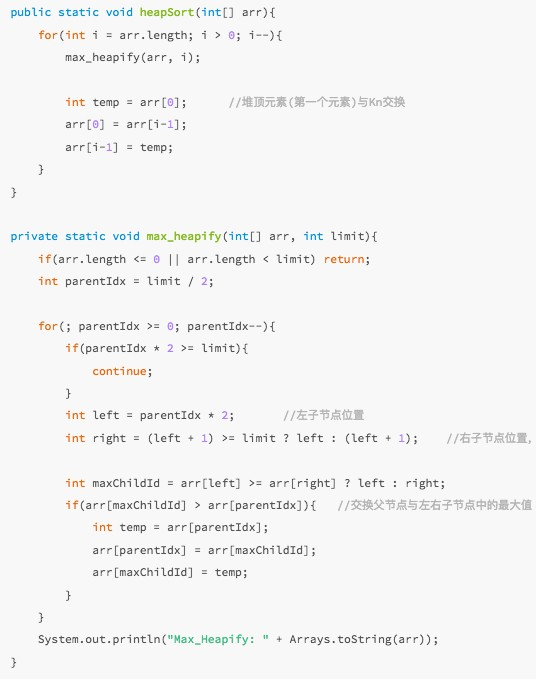 public static void heapSort(int[] arr){
    for(int i = arr.length; i > 0; i--){
        max_heapify(arr, i);

        int temp = arr[0];      //堆顶元素(第一个元素)与Kn交换
        arr[0] = arr[i-1];
        arr[i-1] = temp;
    }
}

private static void max_heapify(int[] arr, int limit){
    if(arr.length <= 0 || arr.length < limit) return;
    int parentIdx = limit / 2;

    for(; parentIdx >= 0; parentIdx--){
        if(parentIdx * 2 >= limit){
            continue;
        }
        int left = parentIdx * 2;       //左子节点位置
        int right = (left + 1) >= limit ? left : (left + 1);    //右子节点位置,

        int maxChildId = arr[left] >= arr[right] ? left : right;
        if(arr[maxChildId] > arr[parentIdx]){   //交换父节点与左右子节点中的最大值
            int temp = arr[parentIdx];
            arr[parentIdx] = arr[maxChildId];
            arr[maxChildId] = temp;
        }
    }
    System.out.println("Max_Heapify: " + Arrays.toString(arr));
}